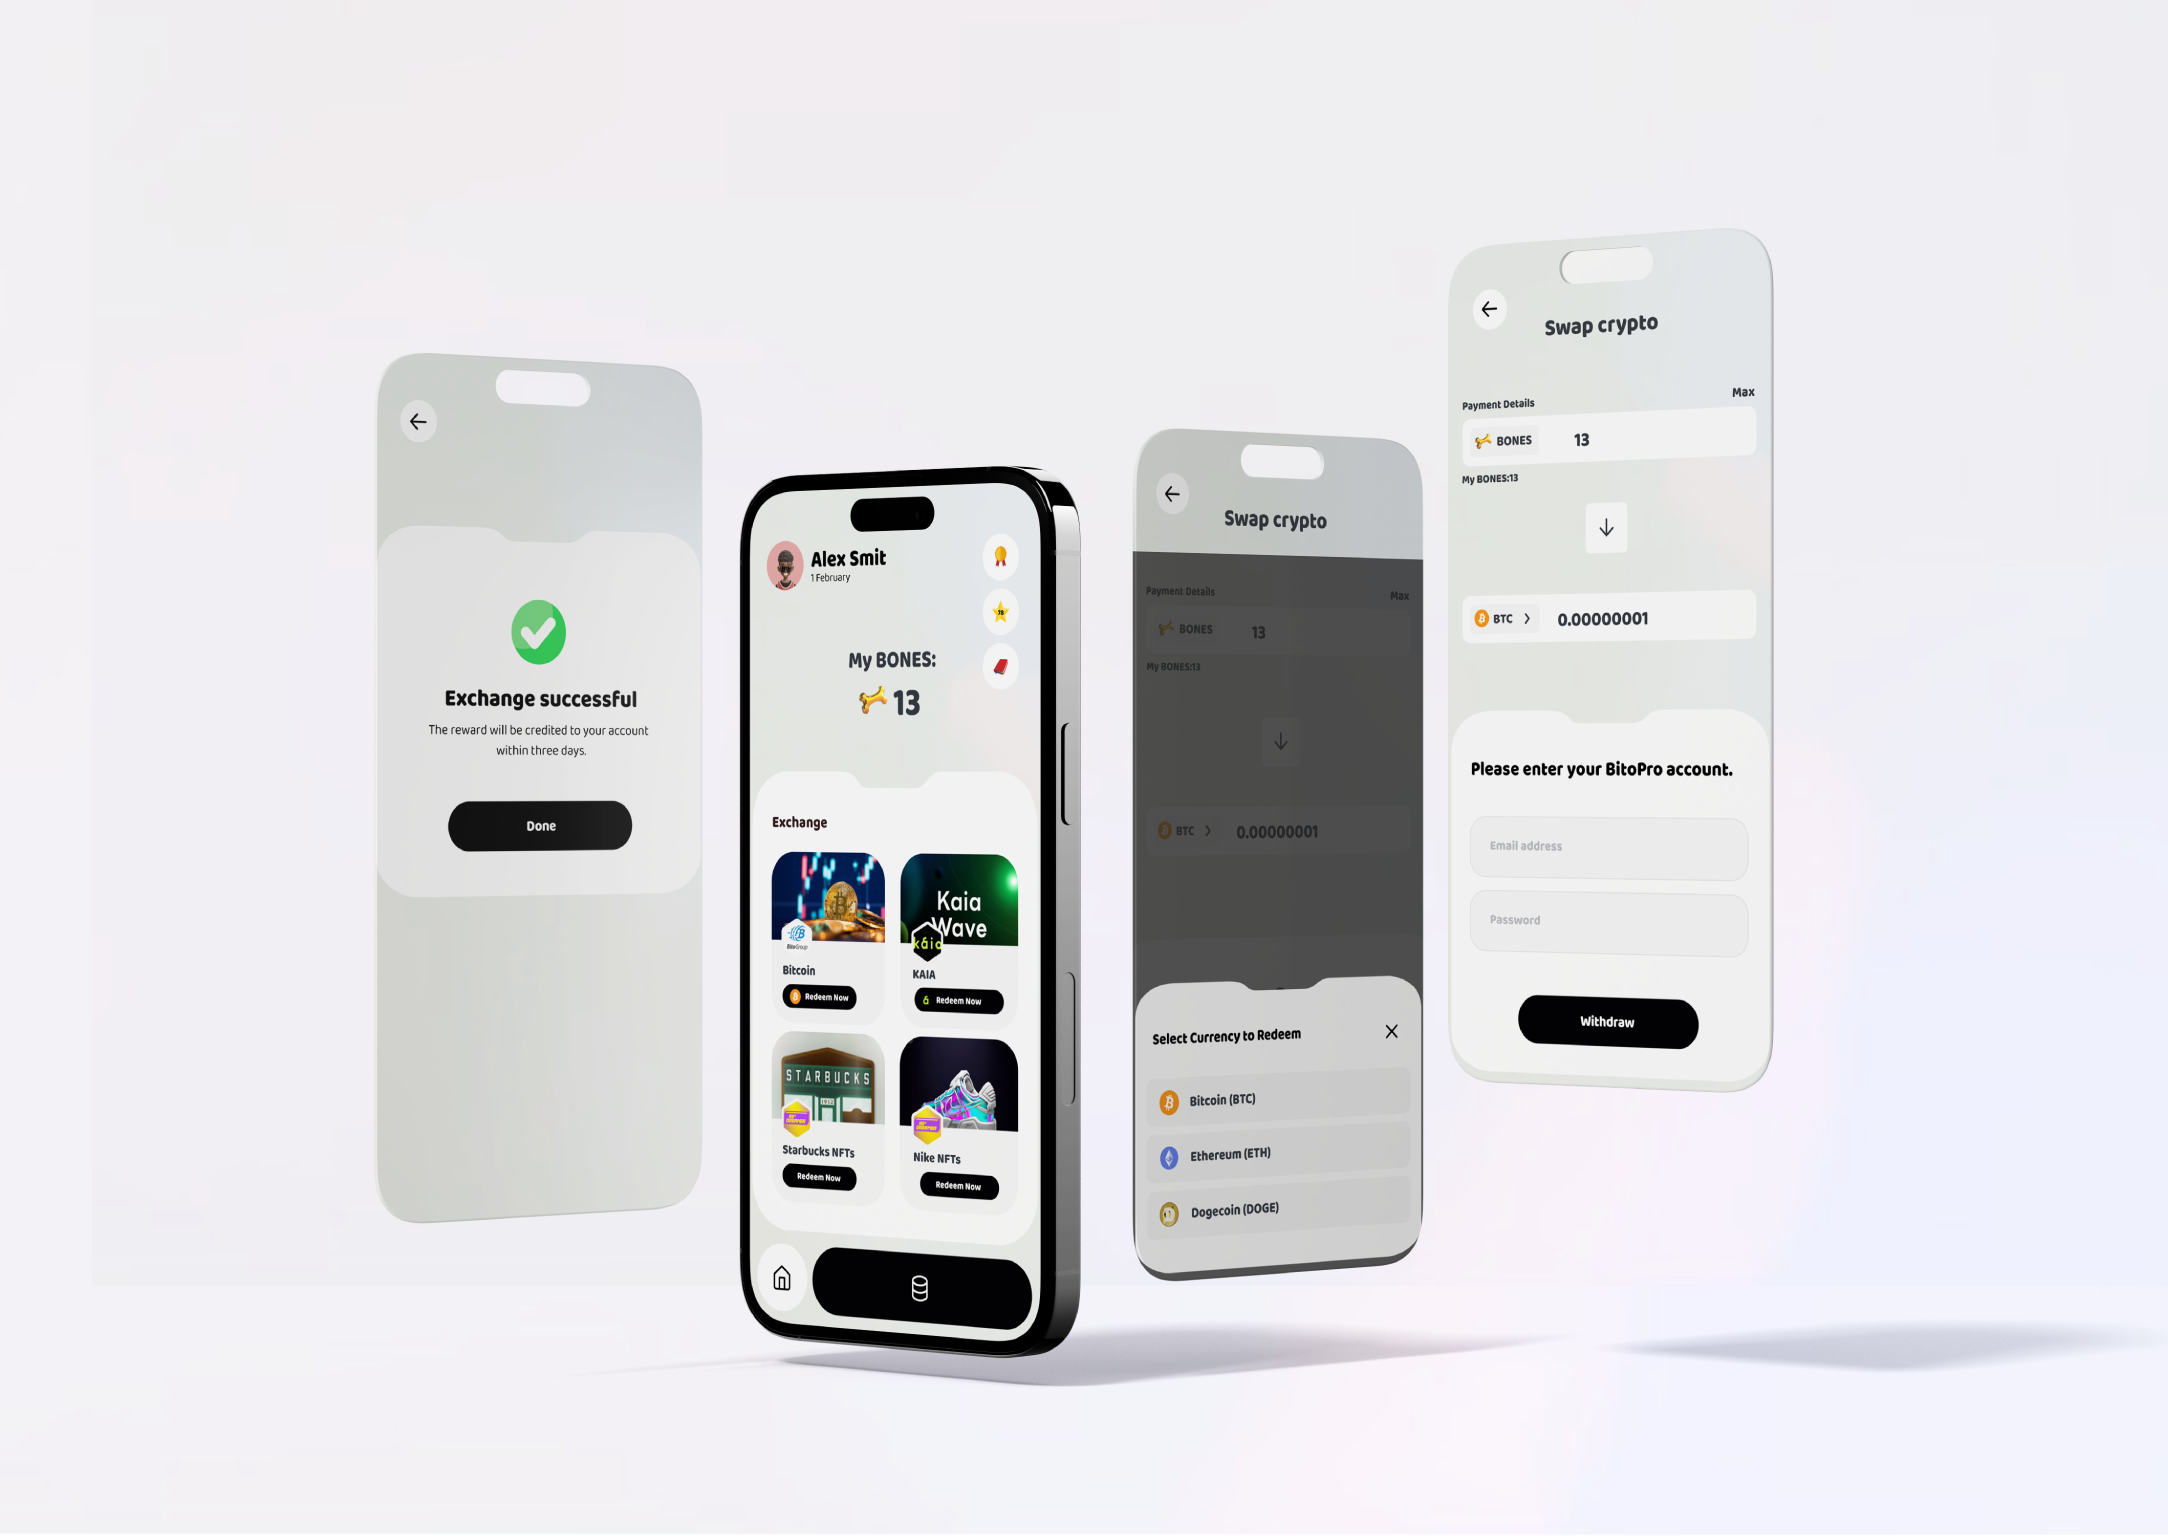 Exchange successful
The reward will be credited to your account
within three days.
Done
Alex Smit
1 February
My BONES:
13
Exchange
BitoGroup
Bitcoin
Redeem Now
Kaia
Wave
kaia
KAIA
Redeem Now
STARBUCKS
1912
Starbucks NFTs
Redeem Now
Nike NFTs
Redeem Now
Swap crypto
Payment Details
Max
BONES
13
My BONES:13
BTC
0.00000001
Select Currency to Redeem
Bitcoin (BTC)
Ethereum (ETH)
Dogecoin (DOGE)
Swap crypto
Payment Details
Max
BONES
13
My BONES:13
BTC
0.00000001
Please enter your BitoPro account.
Email address
Password
Withdraw